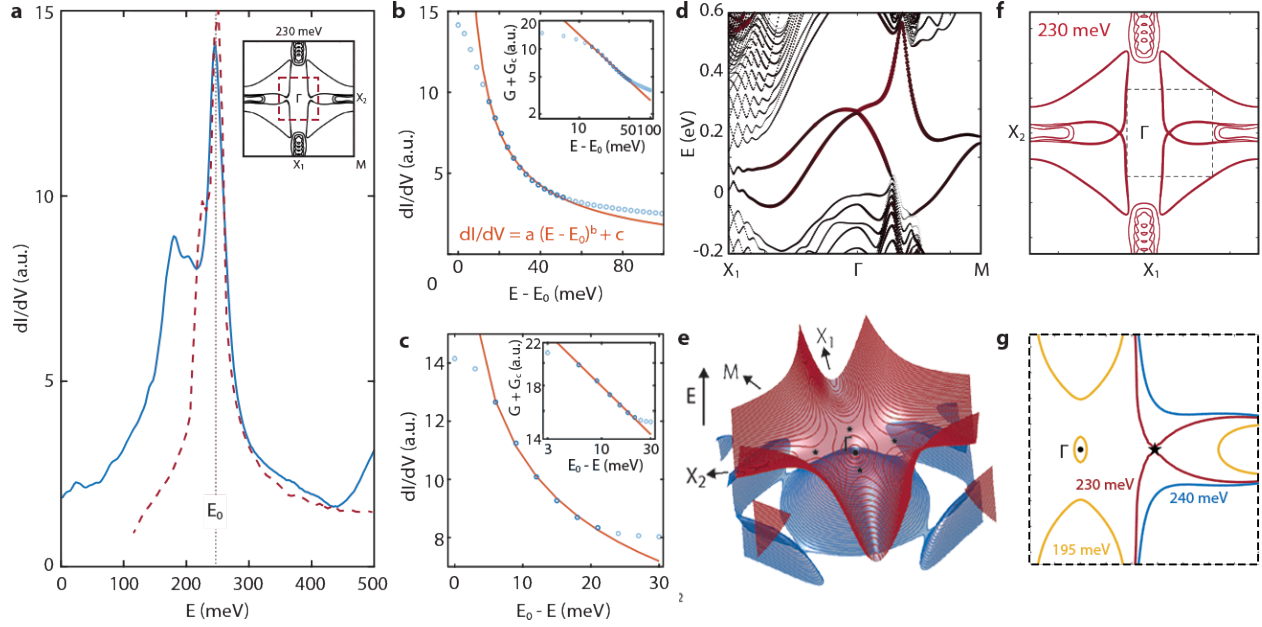 a
15
10
5
0
dI/dV (a.u.)
0
100
200
300
400
500
E (meV)
E₀
230 meV
Γ
X₂
X₁
M
b
15
10
5
0
dI/dV (a.u.)
0
40
80
E - E₀ (meV)
dI/dV = a (E - E₀)ᵇ + c
G + G꜀ (a.u.)
20
10
5
2
10
50
100
E - E₀ (meV)
c
14
12
10
8
dI/dV (a.u.)
0
10
20
30
E₀ - E (meV)
G + G꜀ (a.u.)
22
18
14
3
10
30
E₀ - E (meV)
2
d
0.6
0.4
0.2
0
-0.2
E (eV)
X₁
Γ
M
e
E
M
X₁
X₂
Γ
f
230 meV
X₂
Γ
X₁
g
Γ
230 meV
240 meV
195 meV